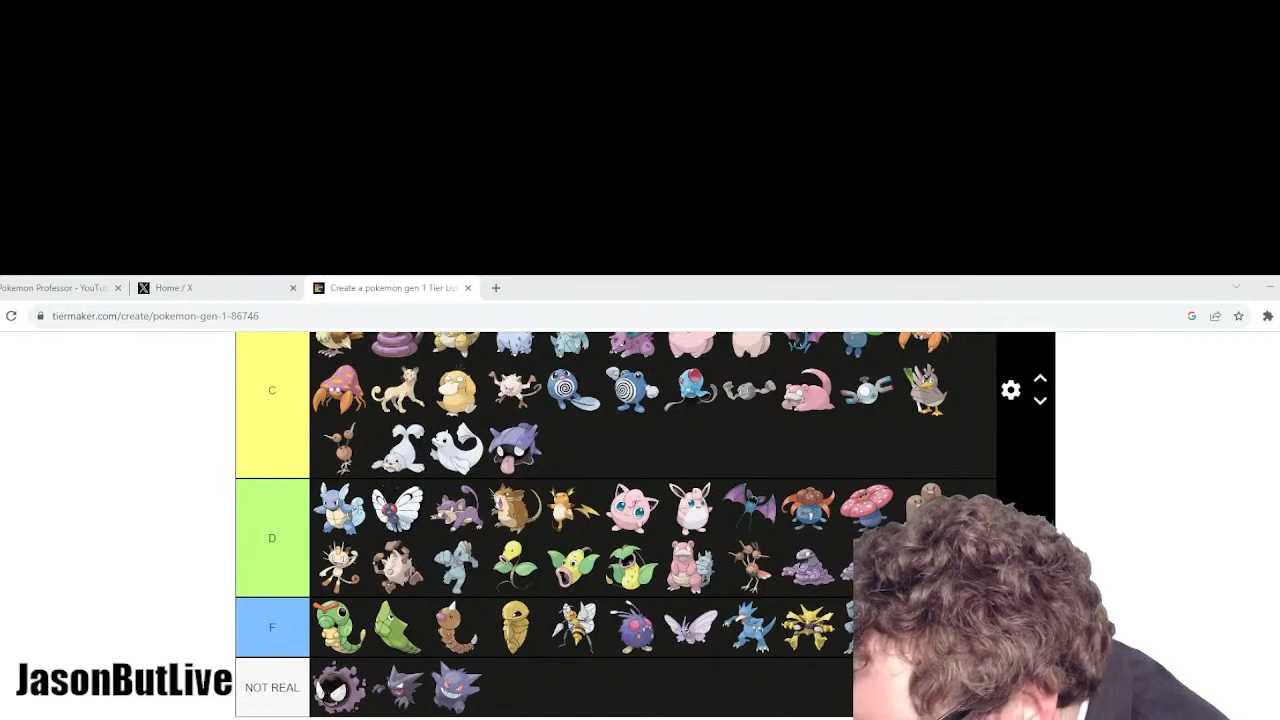 Pokemon Professor - YouTu
Home / X
Create a pokemon gen 1 Tier List
tiermaker.com/create/pokemon-gen-1-86746
C
D
F
NOT REAL
JasonButLive